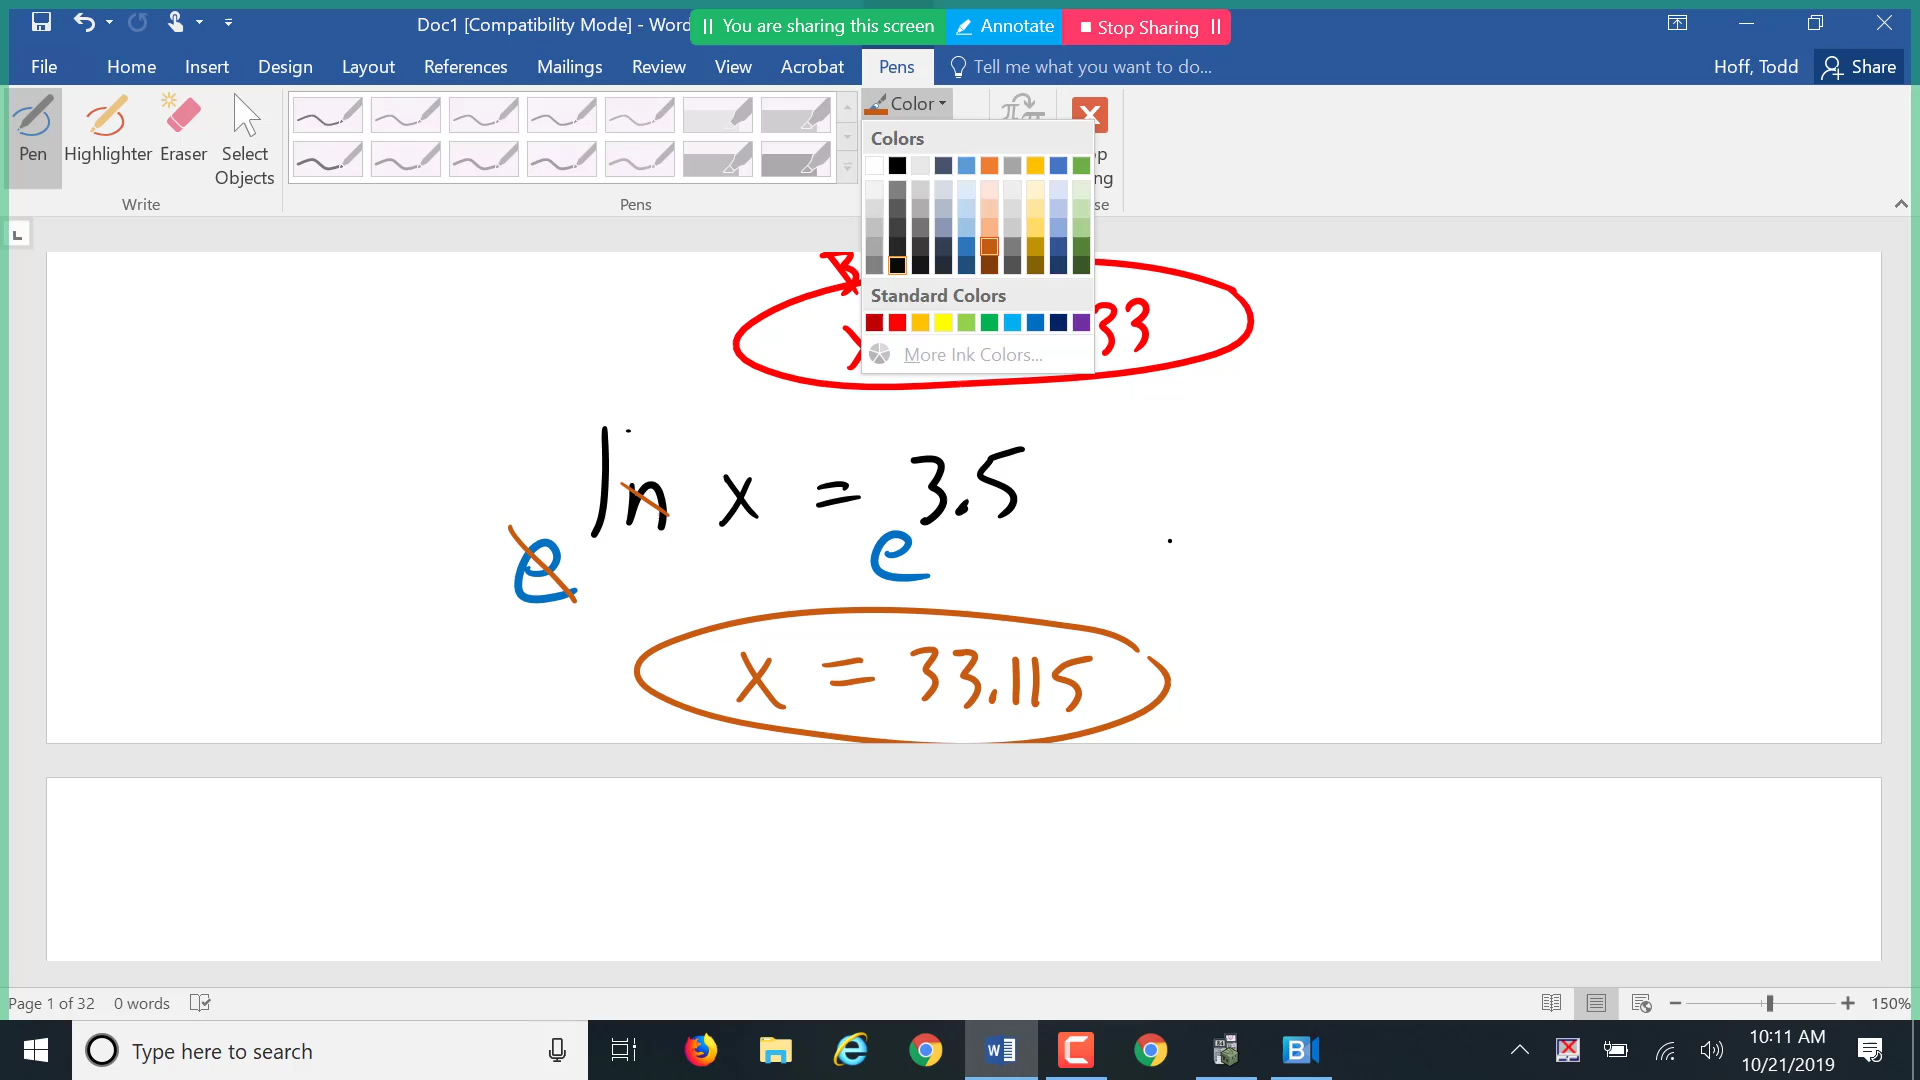 Doc1 [Compatibility Mode] - Word
You are sharing this screen
Annotate
Stop Sharing
File Home Insert Design Layout References Mailings Review View Acrobat Pens Tell me what you want to do... Hoff, Todd Share
Color
Colors
Pen Highlighter Eraser Select Objects
Write Pens
Standard Colors
More Ink Colors...
33
ln x = 3.5
e e
x = 33.115
Page 1 of 32 0 words 150%
Type here to search
10:11 AM
10/21/2019